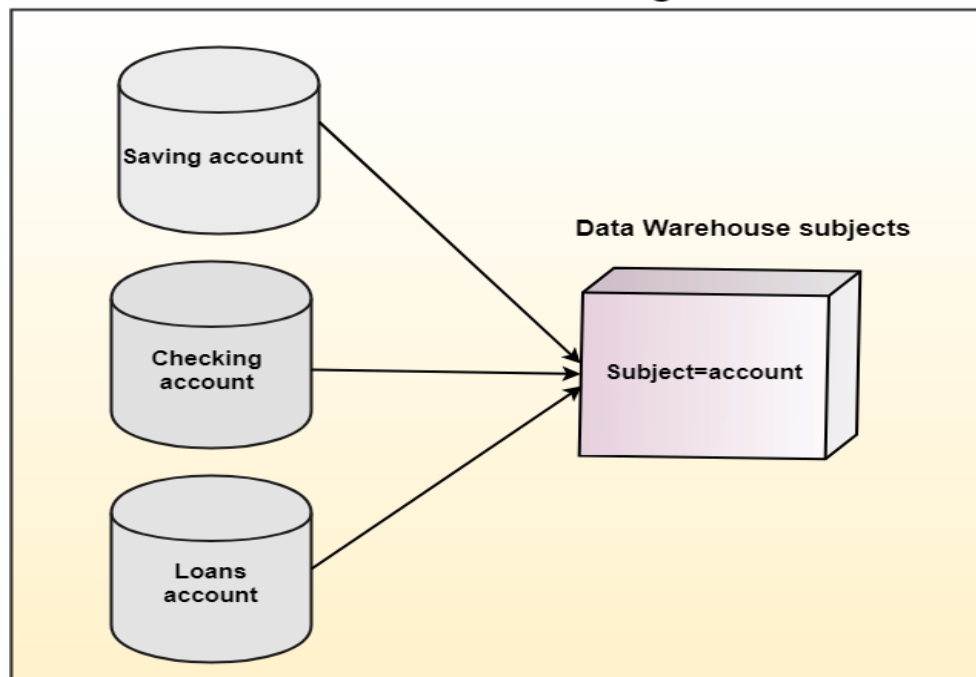 Saving account
Data Warehouse subjects
Checking
account
Subject=account
Loans
account